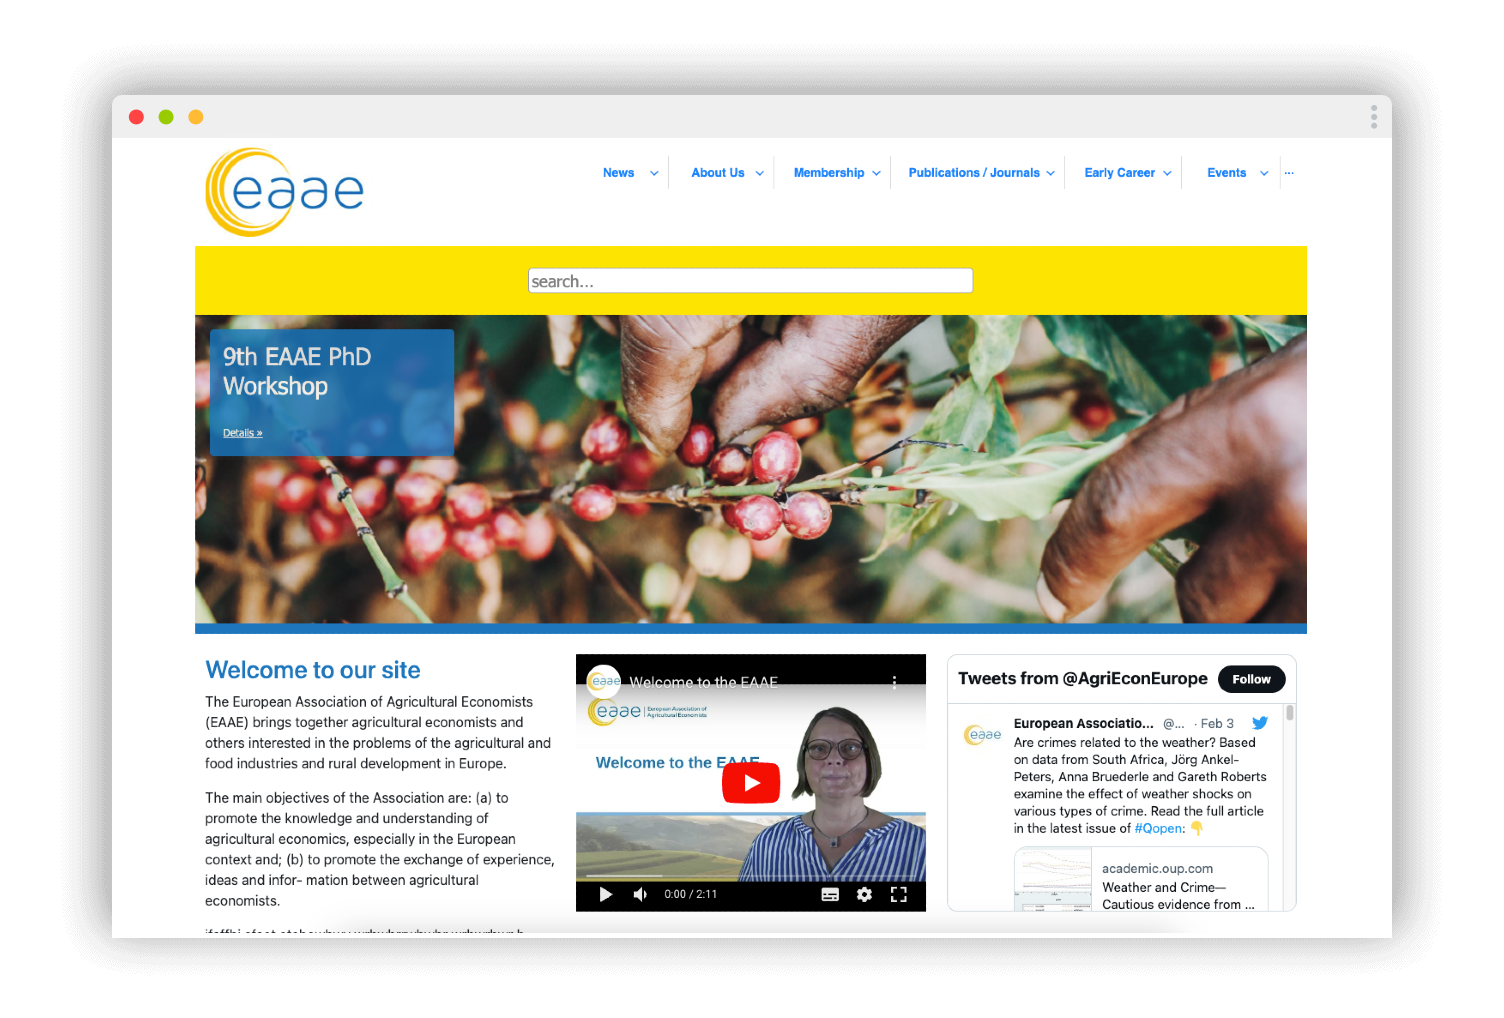 eaae
News
About Us
Membership
Publications / Journals
Early Career
Events
...
search...
9th EAAE PhD
Workshop
Details »
Welcome to our site
The European Association of Agricultural Economists
(EAAE) brings together agricultural economists and
others interested in the problems of the agricultural and
food industries and rural development in Europe.
The main objectives of the Association are: (a) to
promote the knowledge and understanding of
agricultural economics, especially in the European
context and; (b) to promote the exchange of experience,
ideas and infor- mation between agricultural
economists.
eaae
Welcome to the EAAE
eaae
European Association of
Agricultural Economists
Welcome to the EAAE
0:00 / 2:11
Tweets from @AgriEconEurope
Follow
eaae
European Associatio... @... · Feb 3
Are crimes related to the weather? Based
on data from South Africa, Jörg Ankel-
Peters, Anna Bruederle and Gareth Roberts
examine the effect of weather shocks on
various types of crime. Read the full article
in the latest issue of #Qopen: 👇
academic.oup.com
Weather and Crime—
Cautious evidence from ...